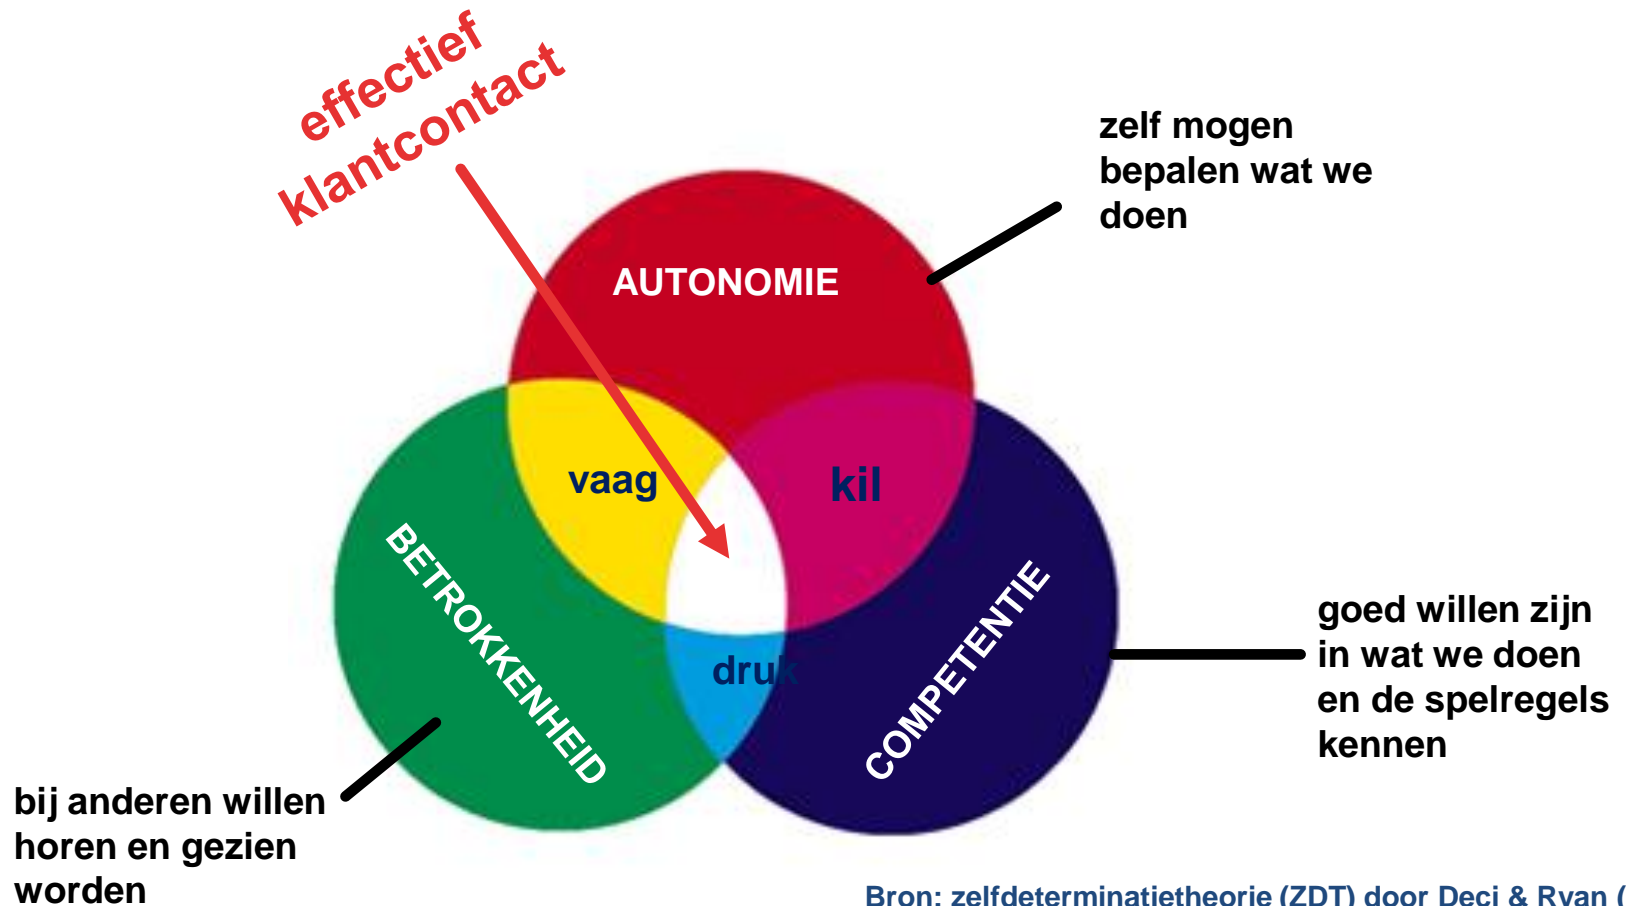 effectief
klantcontact
zelf mogen
bepalen wat we
doen
AUTONOMIE
vaag
kil
BETROKKENHEID
druk
COMPETENTIE
goed willen zijn
in wat we doen
en de spelregels
kennen
bij anderen willen
horen en gezien
worden
Bron: zelfdeterminatietheorie (ZDT) door Deci & Ryan (